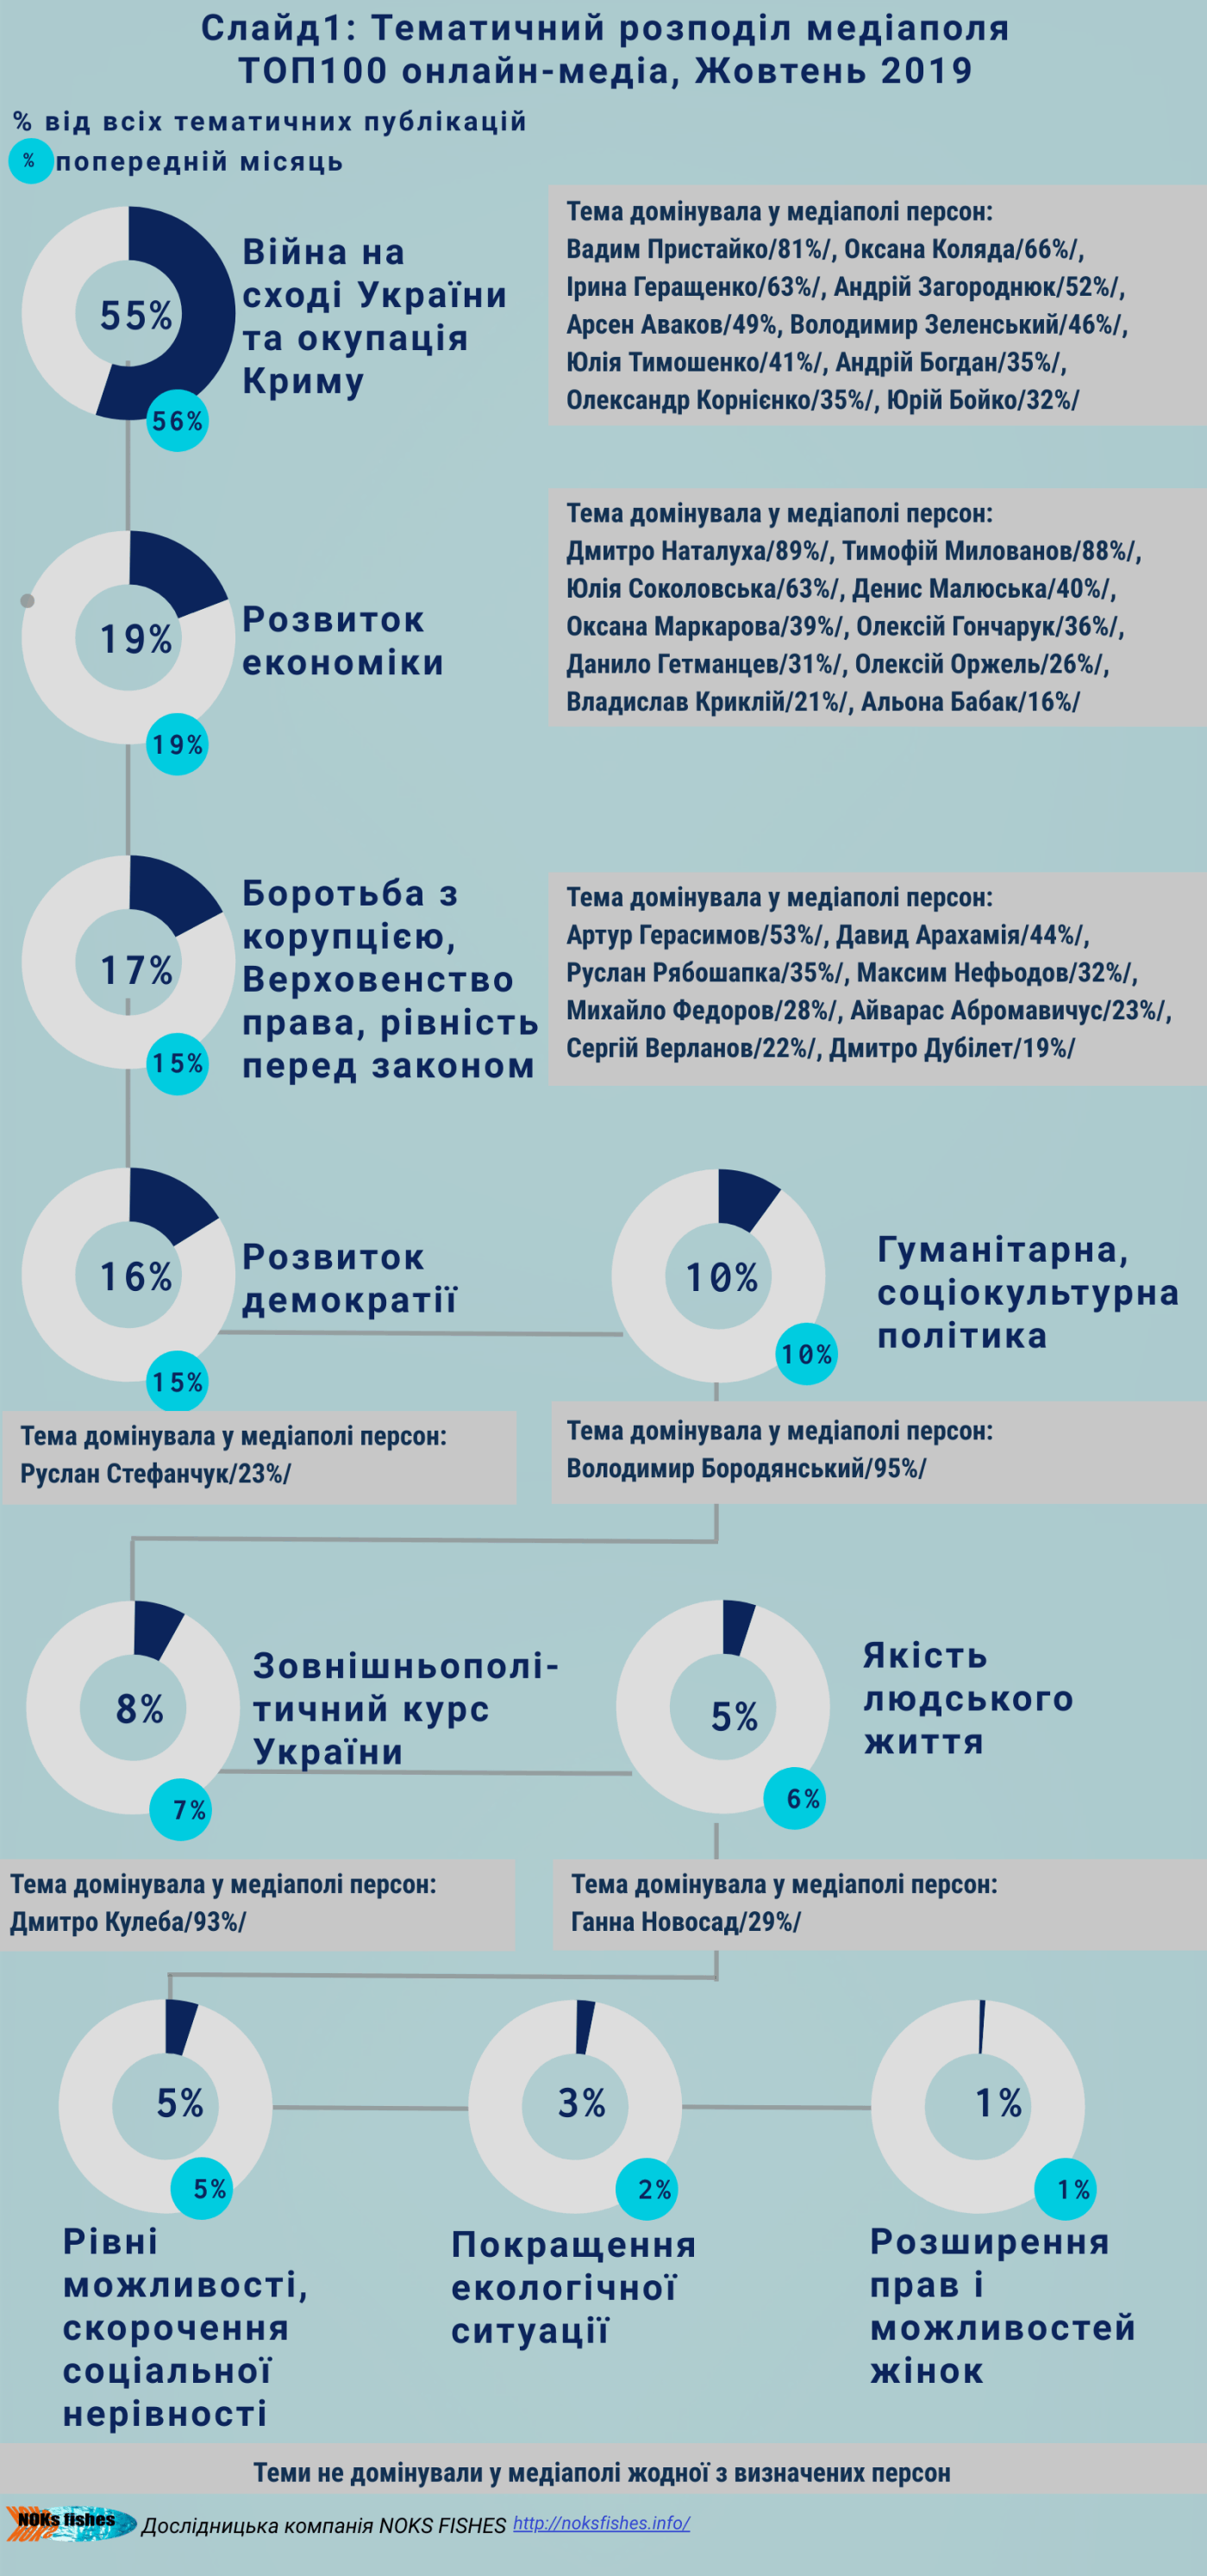 Слайд1: Тематичний розподіл медіаполя
ТОП100 онлайн-медіа, Жовтень 2019
% від всіх тематичних публікацій
% попередній місяць
55%
56%
Війна на
сході України
та окупація
Криму
Тема домінувала у медіаполі персон:
Вадим Пристайко/81%/, Оксана Коляда/66%/,
Ірина Геращенко/63%/, Андрій Загороднюк/52%/,
Арсен Аваков/49%, Володимир Зеленський/46%/,
Юлія Тимошенко/41%/, Андрій Богдан/35%/,
Олександр Корнієнко/35%/, Юрій Бойко/32%/
19%
19%
Розвиток
економіки
Тема домінувала у медіаполі персон:
Дмитро Наталуха/89%/, Тимофій Милованов/88%/,
Юлія Соколовська/63%/, Денис Малюська/40%/,
Оксана Маркарова/39%/, Олексій Гончарук/36%/,
Данило Гетманцев/31%/, Олексій Оржель/26%/,
Владислав Криклій/21%/, Альона Бабак/16%/
17%
15%
Боротьба з
корупцією,
Верховенство
права, рівність
перед законом
Тема домінувала у медіаполі персон:
Артур Герасимов/53%/, Давид Арахамія/44%/,
Руслан Рябошапка/35%/, Максим Нефьодов/32%/,
Михайло Федоров/28%/, Айварас Абромавичус/23%/,
Сергій Верланов/22%/, Дмитро Дубілет/19%/
16%
15%
Розвиток
демократії
Тема домінувала у медіаполі персон:
Руслан Стефанчук/23%/
10%
10%
Гуманітарна,
соціокультурна
політика
Тема домінувала у медіаполі персон:
Володимир Бородянський/95%/
8%
7%
Зовнішньополі-
тичний курс
України
Тема домінувала у медіаполі персон:
Дмитро Кулеба/93%/
5%
6%
Якість
людського
життя
Тема домінувала у медіаполі персон:
Ганна Новосад/29%/
5%
5%
Рівні
можливості,
скорочення
соціальної
нерівності
3%
2%
Покращення
екологічної
ситуації
1%
1%
Розширення
прав і
можливостей
жінок
Теми не домінували у медіаполі жодної з визначених персон
NOKs fishes
Дослідницька компанія NOKS FISHES http://noksfishes.info/